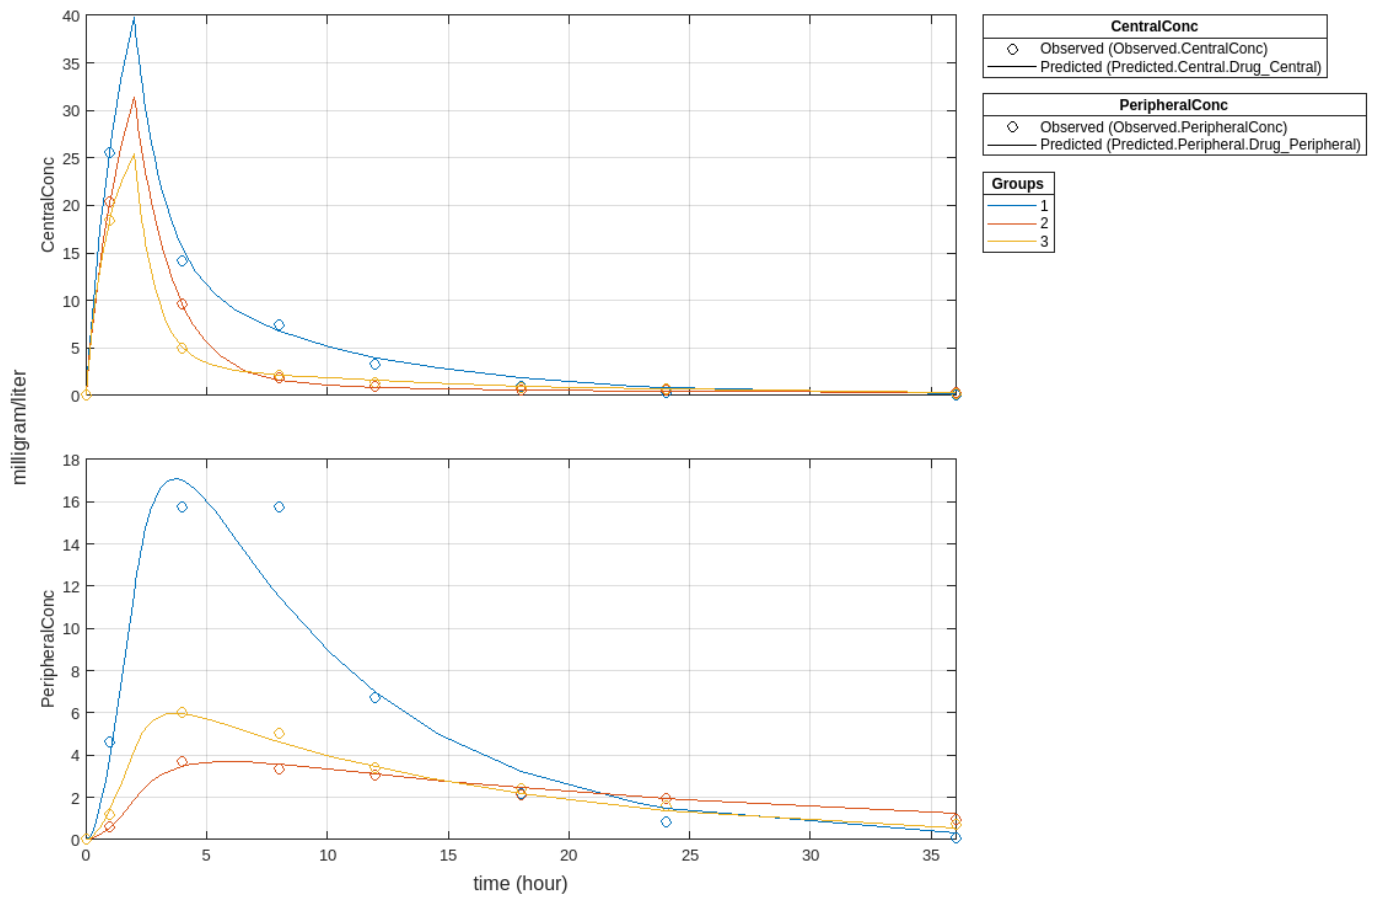 40
35
30
25
20
15
10
5
0
CentralConc
milligram/liter
18
16
14
12
10
8
6
4
2
0
PeripheralConc
0 5 10 15 20 25 30 35
time (hour)
CentralConc
Observed (Observed.CentralConc)
Predicted (Predicted.Central.Drug_Central)
PeripheralConc
Observed (Observed.PeripheralConc)
Predicted (Predicted.Peripheral.Drug_Peripheral)
Groups
1
2
3